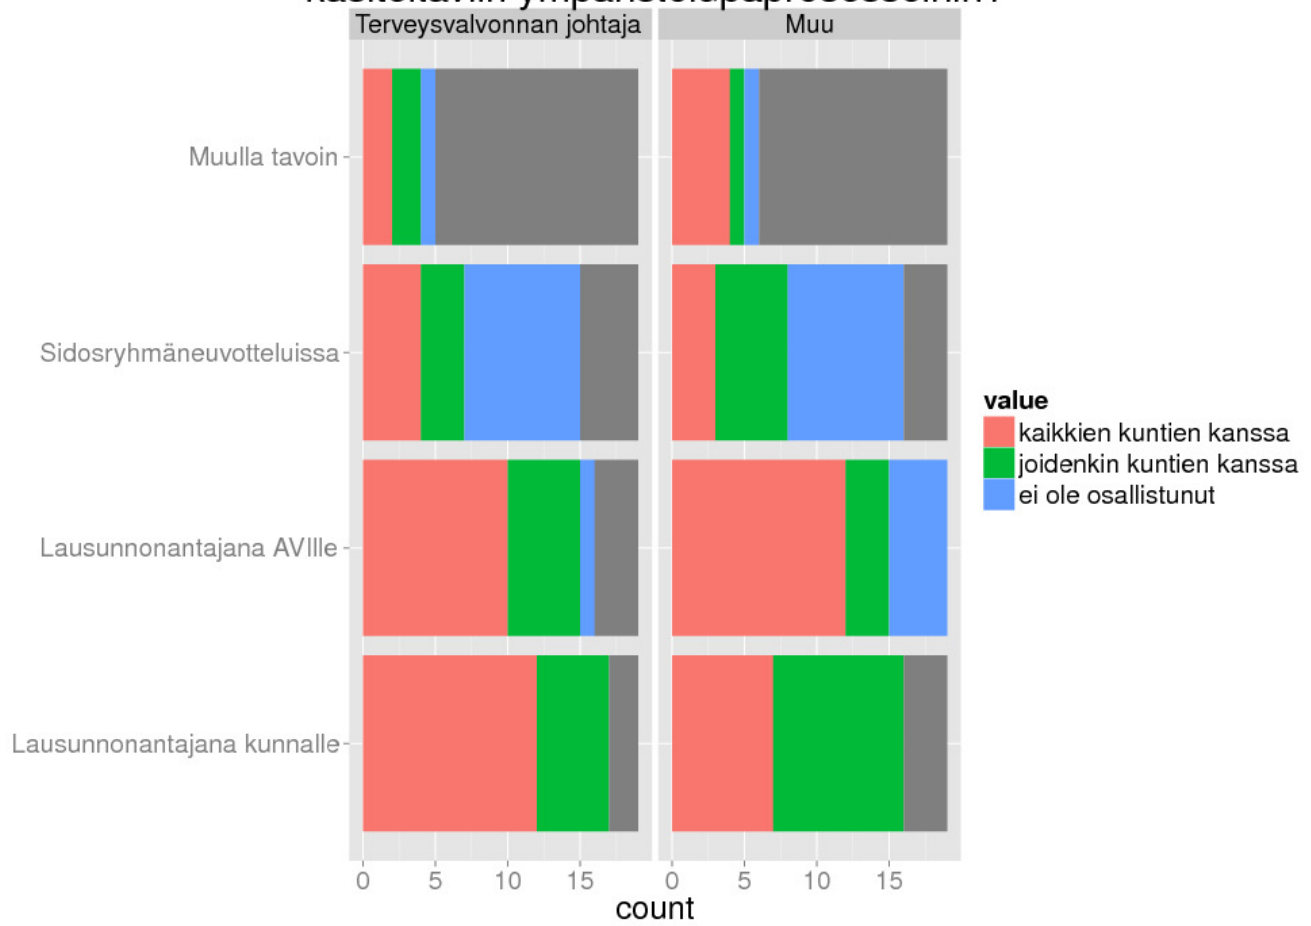 Terveysvalvonnan johtaja
Muu
Muulla tavoin
Sidosryhmäneuvotteluissa
Lausunnonantajana AVIlle
Lausunnonantajana kunnalle
0 5 10 15
0 5 10 15
count
value
kaikkien kuntien kanssa
joidenkin kuntien kanssa
ei ole osallistunut